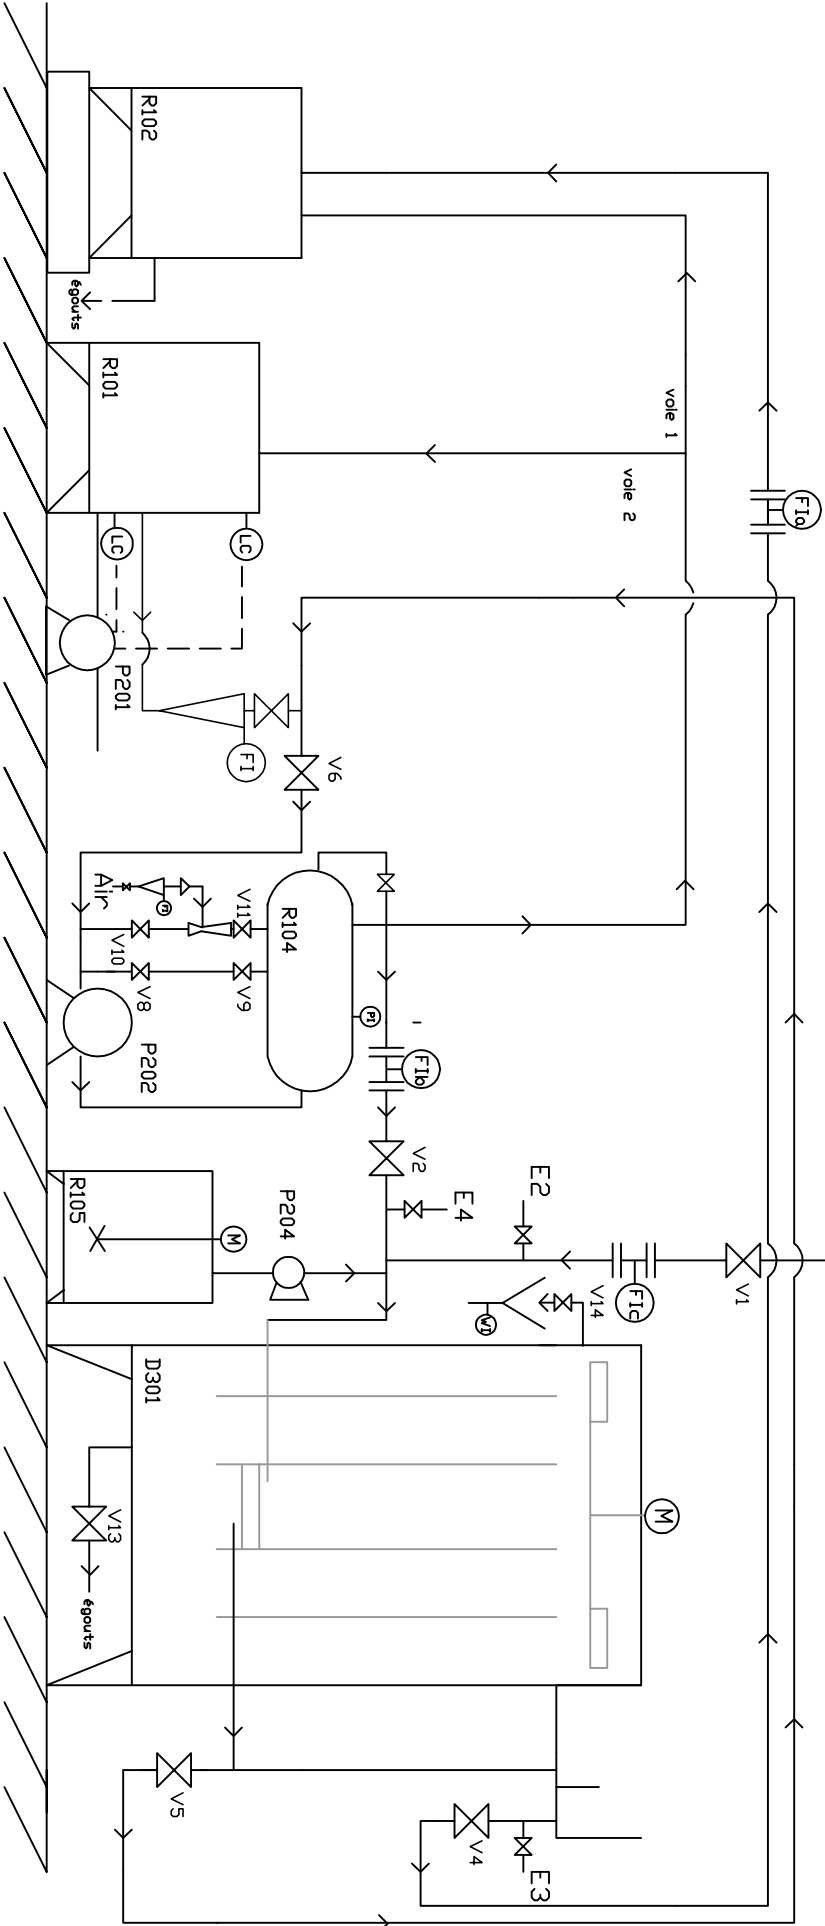 R102
égouts
R101
LC
LC
P201
voie 1
voie 2
FIa
FI
V6
Air
FI
V11
V10
V8
V9
R104
PI
P202
FIb
V2
E4
E2
R105
M
P204
V14
WI
FIc
V1
D301
M
V13
égouts
V5
V4
E3